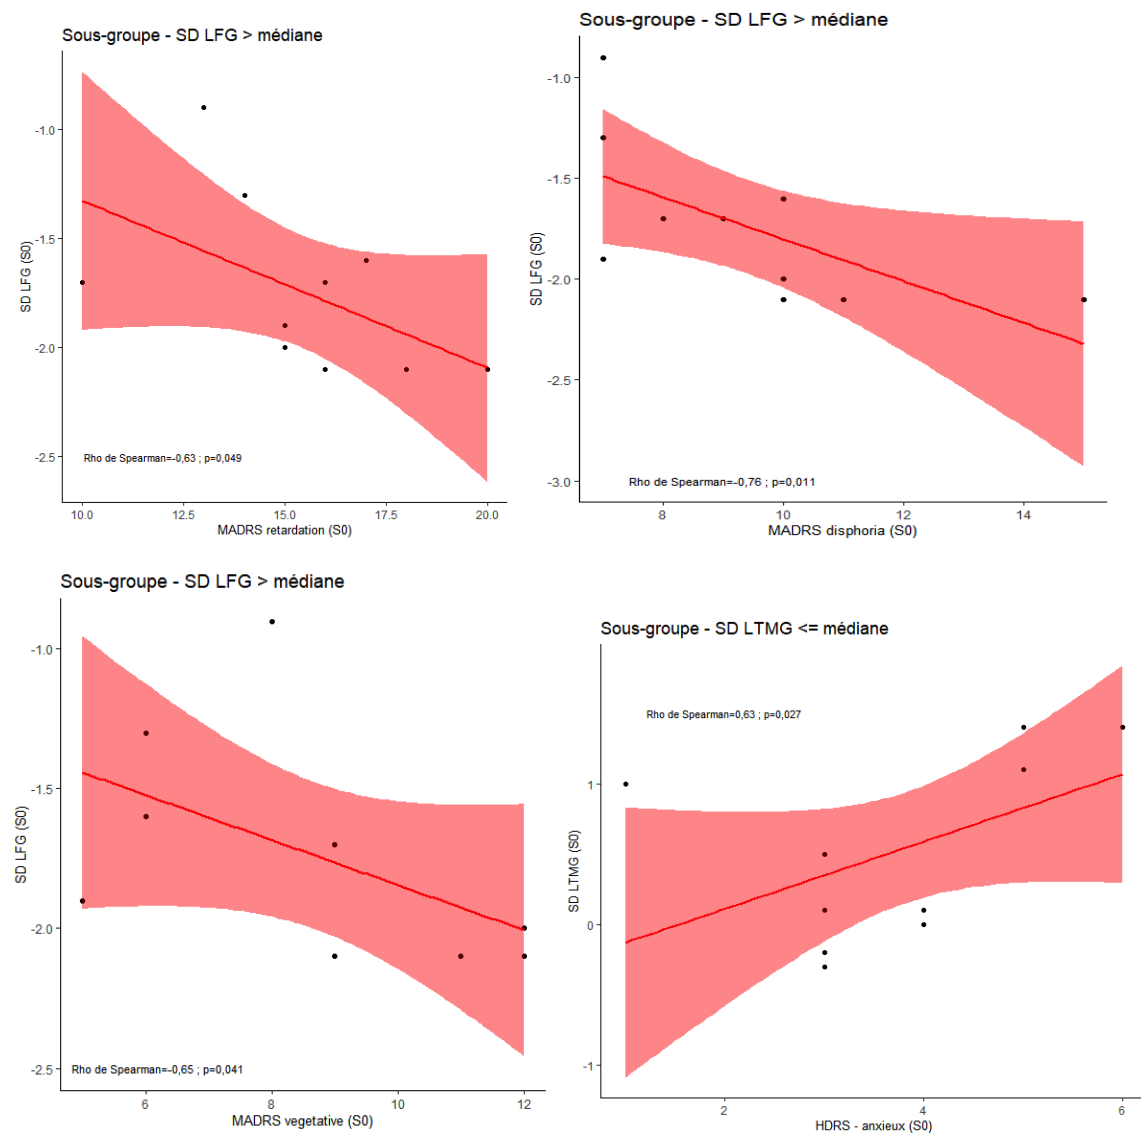 Sous-groupe - SD LFG > médiane
SD LFG (S0)
-1.0
-1.5
-2.0
-2.5
Rho de Spearman=-0,63 ; p=0,049
10.0 12.5 15.0 17.5 20.0
MADRS retardation (S0)
Sous-groupe - SD LFG > médiane
SD LFG (S0)
-1.0
-1.5
-2.0
-2.5
-3.0
Rho de Spearman=-0,76 ; p=0,011
8 10 12 14
MADRS disphoria (S0)
Sous-groupe - SD LFG > médiane
SD LFG (S0)
-1.0
-1.5
-2.0
-2.5
Rho de Spearman=-0,65 ; p=0,041
6 8 10 12
MADRS vegetative (S0)
Sous-groupe - SD LTMG <= médiane
Rho de Spearman=0,63 ; p=0,027
SD LTMG (S0)
1
0
-1
2 4 6
HDRS - anxieux (S0)